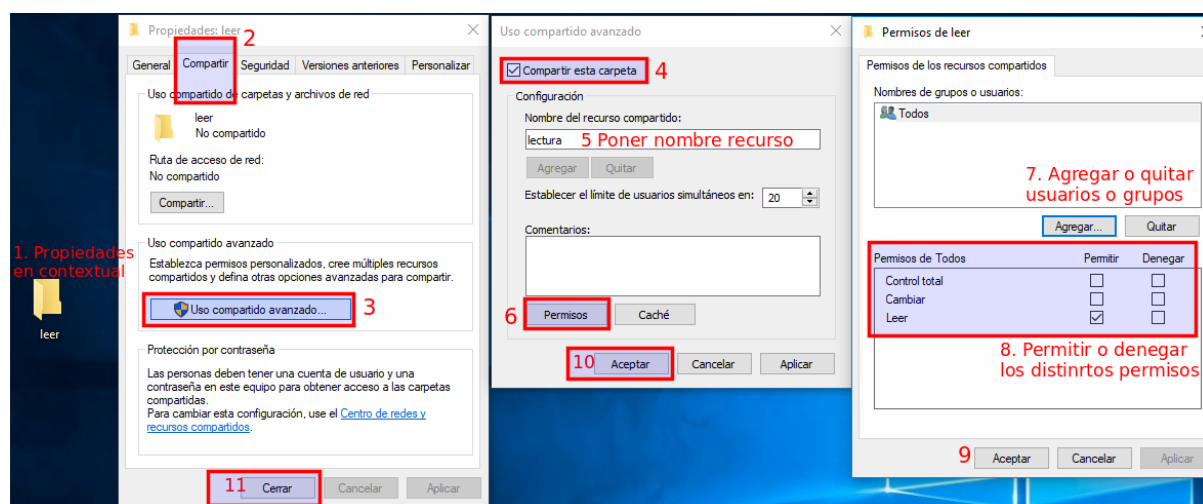 1. Propiedades
en contextual
leer
Propiedades: leer
2
General Compartir Seguridad Versiones anteriores Personalizar
Uso compartido de carpetas y archivos de red
leer
No compartido
Ruta de acceso de red:
No compartido
Compartir...
Uso compartido avanzado
Establezca permisos personalizados, cree múltiples recursos
compartidos y defina otras opciones avanzadas para compartir.
Uso compartido avanzado...
3
Protección por contraseña
Las personas deben tener una cuenta de usuario y una
contraseña en este equipo para obtener acceso a las carpetas
compartidas.
Para cambiar esta configuración, use el Centro de redes y
recursos compartidos.
11 Cerrar Cancelar Aplicar
Uso compartido avanzado
Compartir esta carpeta 4
Configuración
Nombre del recurso compartido:
lectura 5 Poner nombre recurso
Agregar Quitar
Establecer el límite de usuarios simultáneos en: 20
Comentarios:
6 Permisos Caché
10 Aceptar Cancelar Aplicar
Permisos de leer
Permisos de los recursos compartidos
Nombres de grupos o usuarios:
Todos
7. Agregar o quitar
usuarios o grupos
Agregar... Quitar
Permisos de Todos Permitir Denegar
Control total
Cambiar
Leer
8. Permitir o denegar
los distinrtos permisos
9 Aceptar Cancelar Aplicar